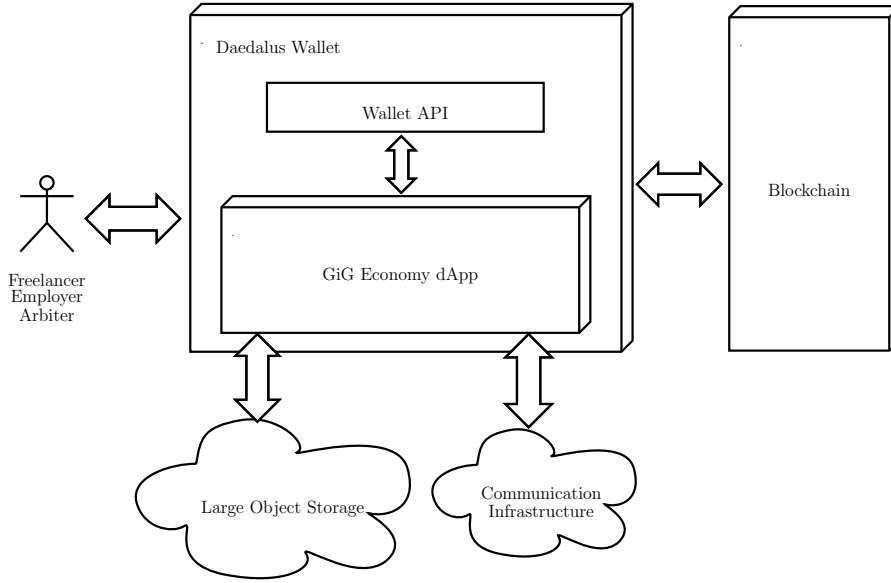 Daedalus Wallet
Wallet API
Blockchain
GiG Economy dApp
Freelancer
Employer
Arbiter
Large Object Storage
Communication
Infrastructure